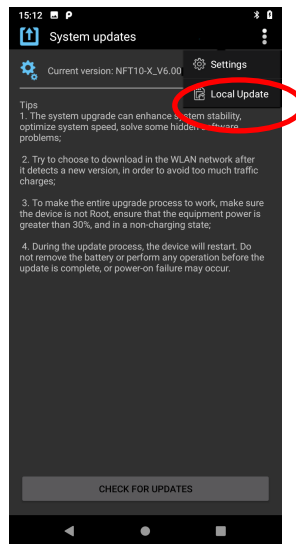 15:12
System updates
Settings
Current version: NFT10-X_V6.00
Local Update
Tips
1. The system upgrade can enhance system stability,
optimize system speed, solve some hidden software
problems;
2. Try to choose to download in the WLAN network after
it detects a new version, in order to avoid too much traffic
charges;
3. To make the entire upgrade process to work, make sure
the device is not Root, ensure that the equipment power is
greater than 30%, and in a non-charging state;
4. During the update process, the device will restart. Do
not remove the battery or perform any operation before the
update is complete, or power-on failure may occur.
CHECK FOR UPDATES